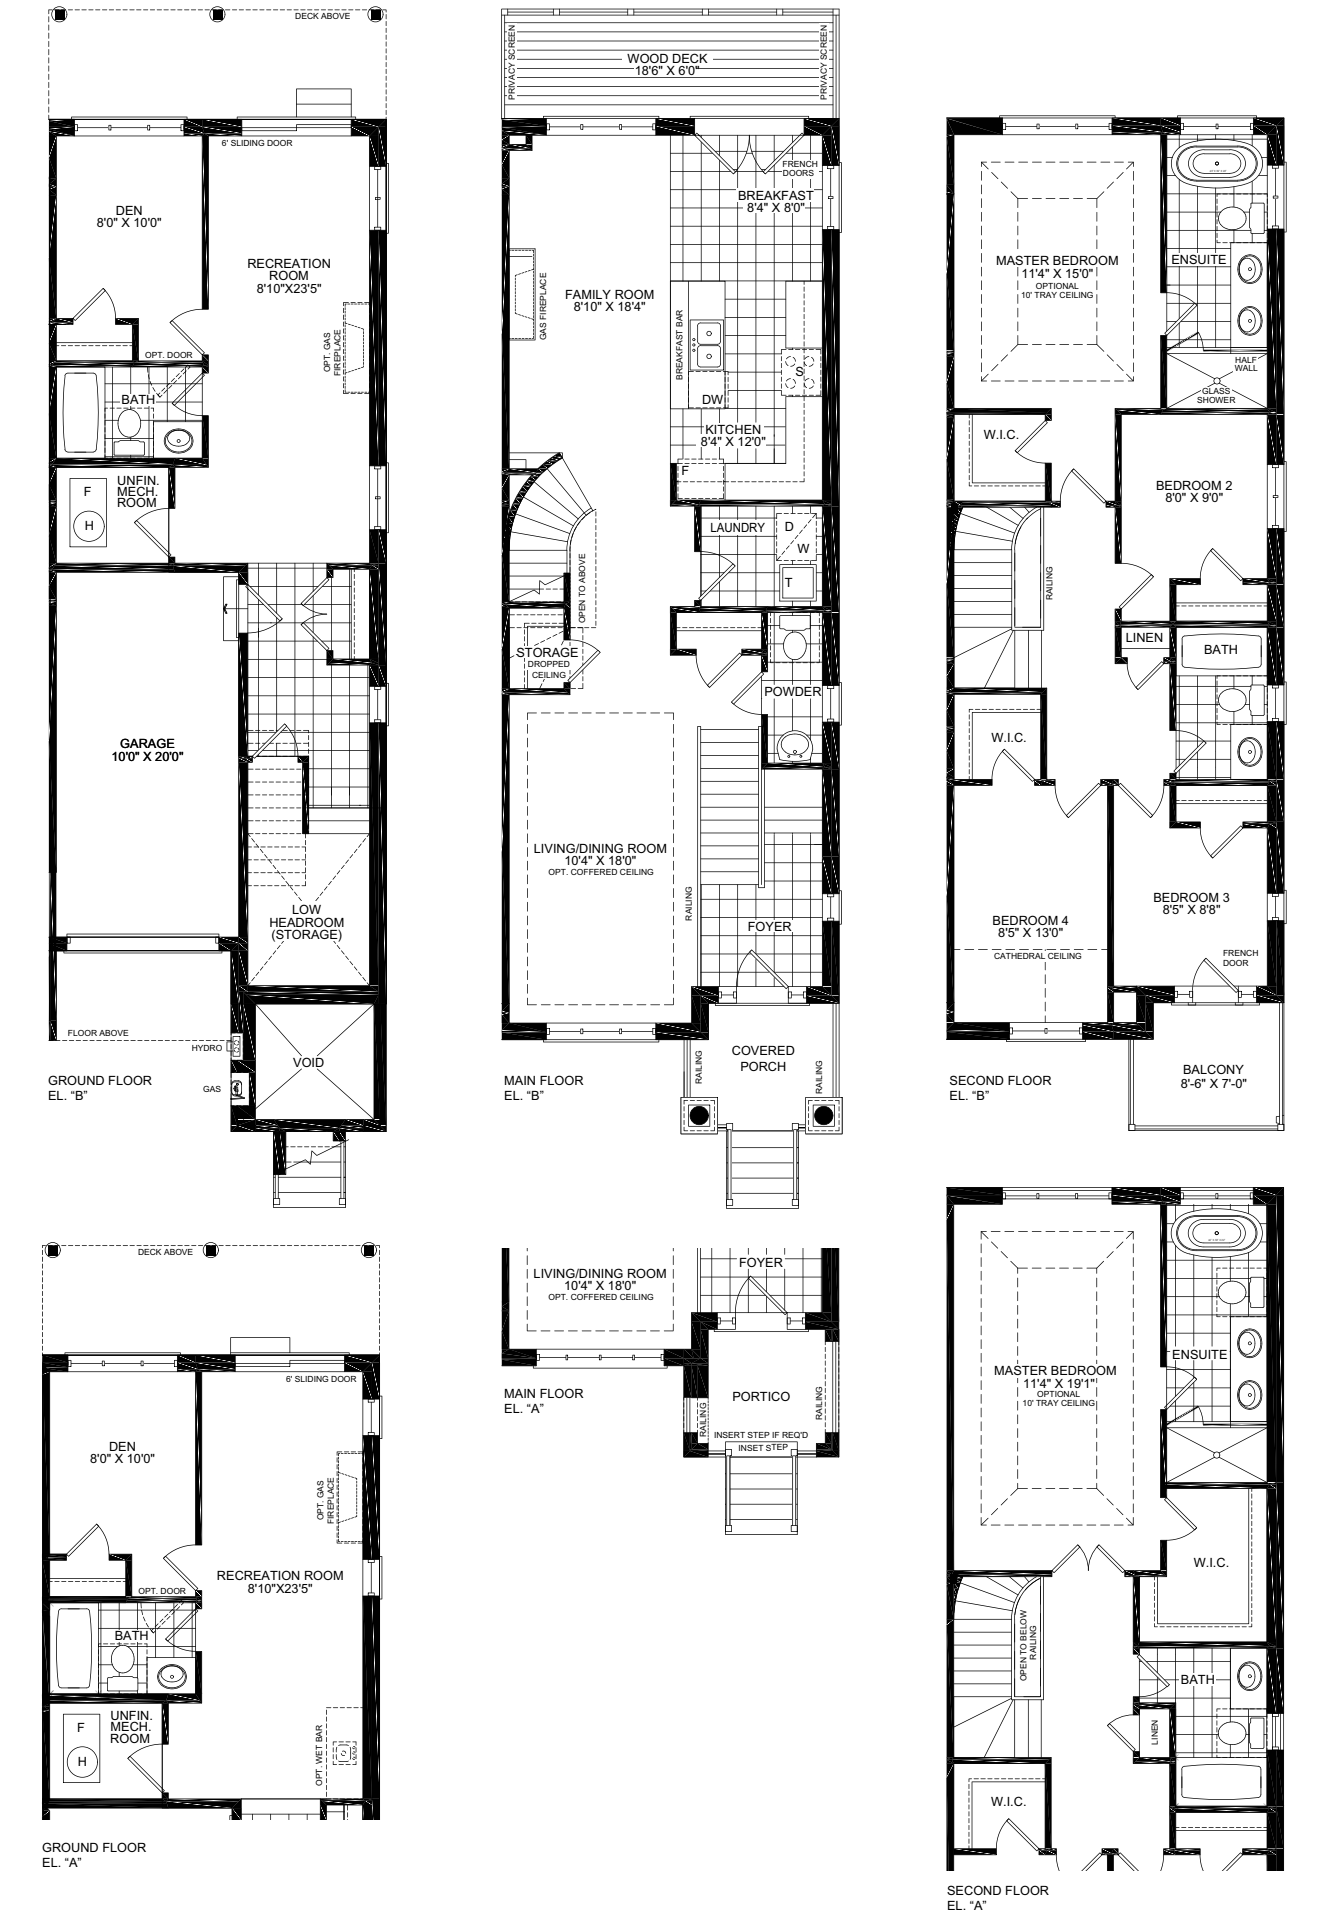 DECK ABOVE
6' SLIDING DOOR
DEN
8'0" X 10'0"
RECREATION
ROOM
8'10"X23'5"
OPT. GAS
FIREPLACE
OPT. DOOR
BATH
UNFIN.
MECH.
ROOM
F
H
GARAGE
10'0" X 20'0"
LOW
HEADROOM
(STORAGE)
FLOOR ABOVE
HYDRO
GAS
VOID
GROUND FLOOR
EL. “B”
PRIVACY SCREEN
WOOD DECK
18'6" X 6'0"
PRIVACY SCREEN
FRENCH
DOORS
BREAKFAST
8'4" X 8'0"
FAMILY ROOM
8'10" X 18'4"
GAS FIREPLACE
BREAKFAST BAR
S
DW
KITCHEN
8'4" X 12'0"
F
LAUNDRY
D
W
T
OPEN TO ABOVE
STORAGE
DROPPED
CEILING
POWDER
LIVING/DINING ROOM
10'4" X 18'0"
OPT. COFFERED CEILING
RAILING
FOYER
COVERED
PORCH
RAILING
RAILING
MAIN FLOOR
EL. “B”
MASTER BEDROOM
11'4" X 15'0"
OPTIONAL
10' TRAY CEILING
ENSUITE
HALF
WALL
GLASS
SHOWER
W.I.C.
BEDROOM 2
8'0" X 9'0"
RAILING
LINEN
BATH
W.I.C.
BEDROOM 3
8'5" X 8'8"
BEDROOM 4
8'5" X 13'0"
CATHEDRAL CEILING
FRENCH
DOOR
BALCONY
8'-6" X 7'-0"
SECOND FLOOR
EL. “B”
DECK ABOVE
6' SLIDING DOOR
DEN
8'0" X 10'0"
OPT. GAS
FIREPLACE
RECREATION ROOM
8'10"X23'5"
OPT. DOOR
BATH
UNFIN.
MECH.
ROOM
F
H
OPT. WET BAR
GROUND FLOOR
EL. “A”
FOYER
LIVING/DINING ROOM
10'4" X 18'0"
OPT. COFFERED CEILING
PORTICO
RAILING
RAILING
INSERT STEP IF REQ'D
INSET STEP
MAIN FLOOR
EL. “A”
MASTER BEDROOM
11'4" X 19'1"
OPTIONAL
10' TRAY CEILING
ENSUITE
W.I.C.
OPEN TO BELOW
RAILING
BATH
LINEN
W.I.C.
SECOND FLOOR
EL. “A”